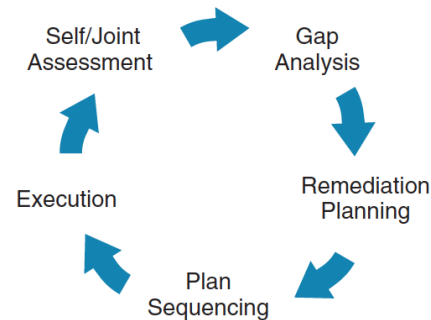 Self/Joint
Assessment
Gap
Analysis
Remediation
Planning
Plan
Sequencing
Execution